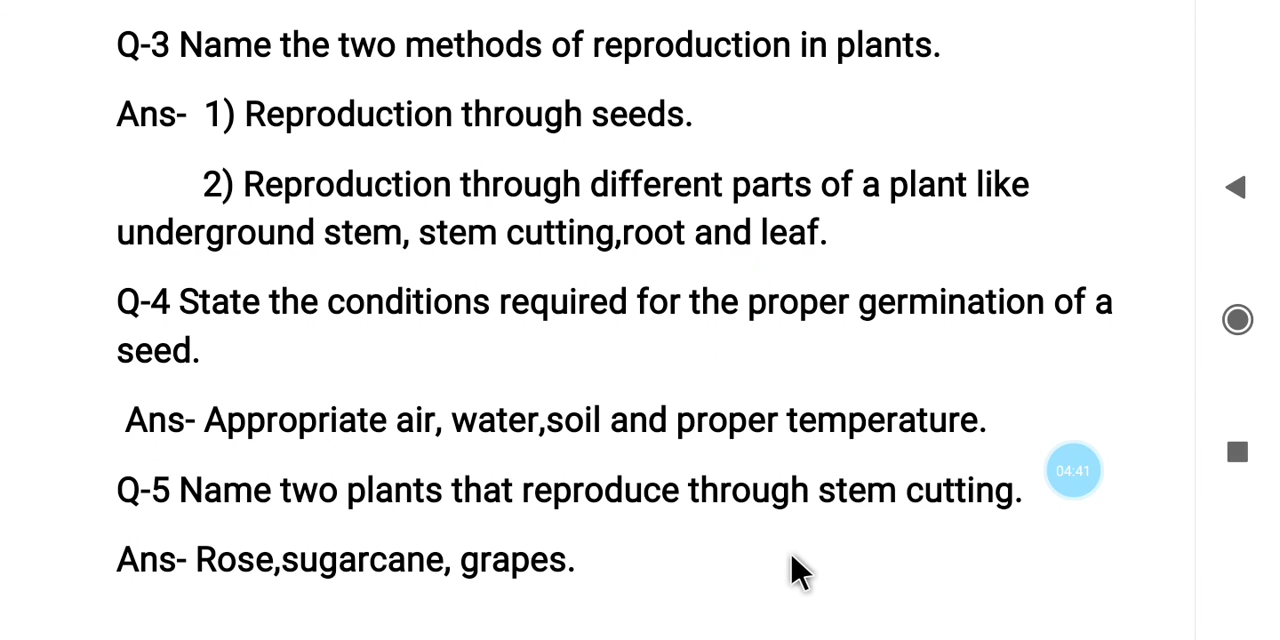 Q-3 Name the two methods of reproduction in plants.
Ans- 1) Reproduction through seeds.
2) Reproduction through different parts of a plant like
underground stem, stem cutting,root and leaf.
Q-4 State the conditions required for the proper germination of a
seed.
Ans- Appropriate air, water,soil and proper temperature.
04:41
Q-5 Name two plants that reproduce through stem cutting.
Ans- Rose,sugarcane, grapes.